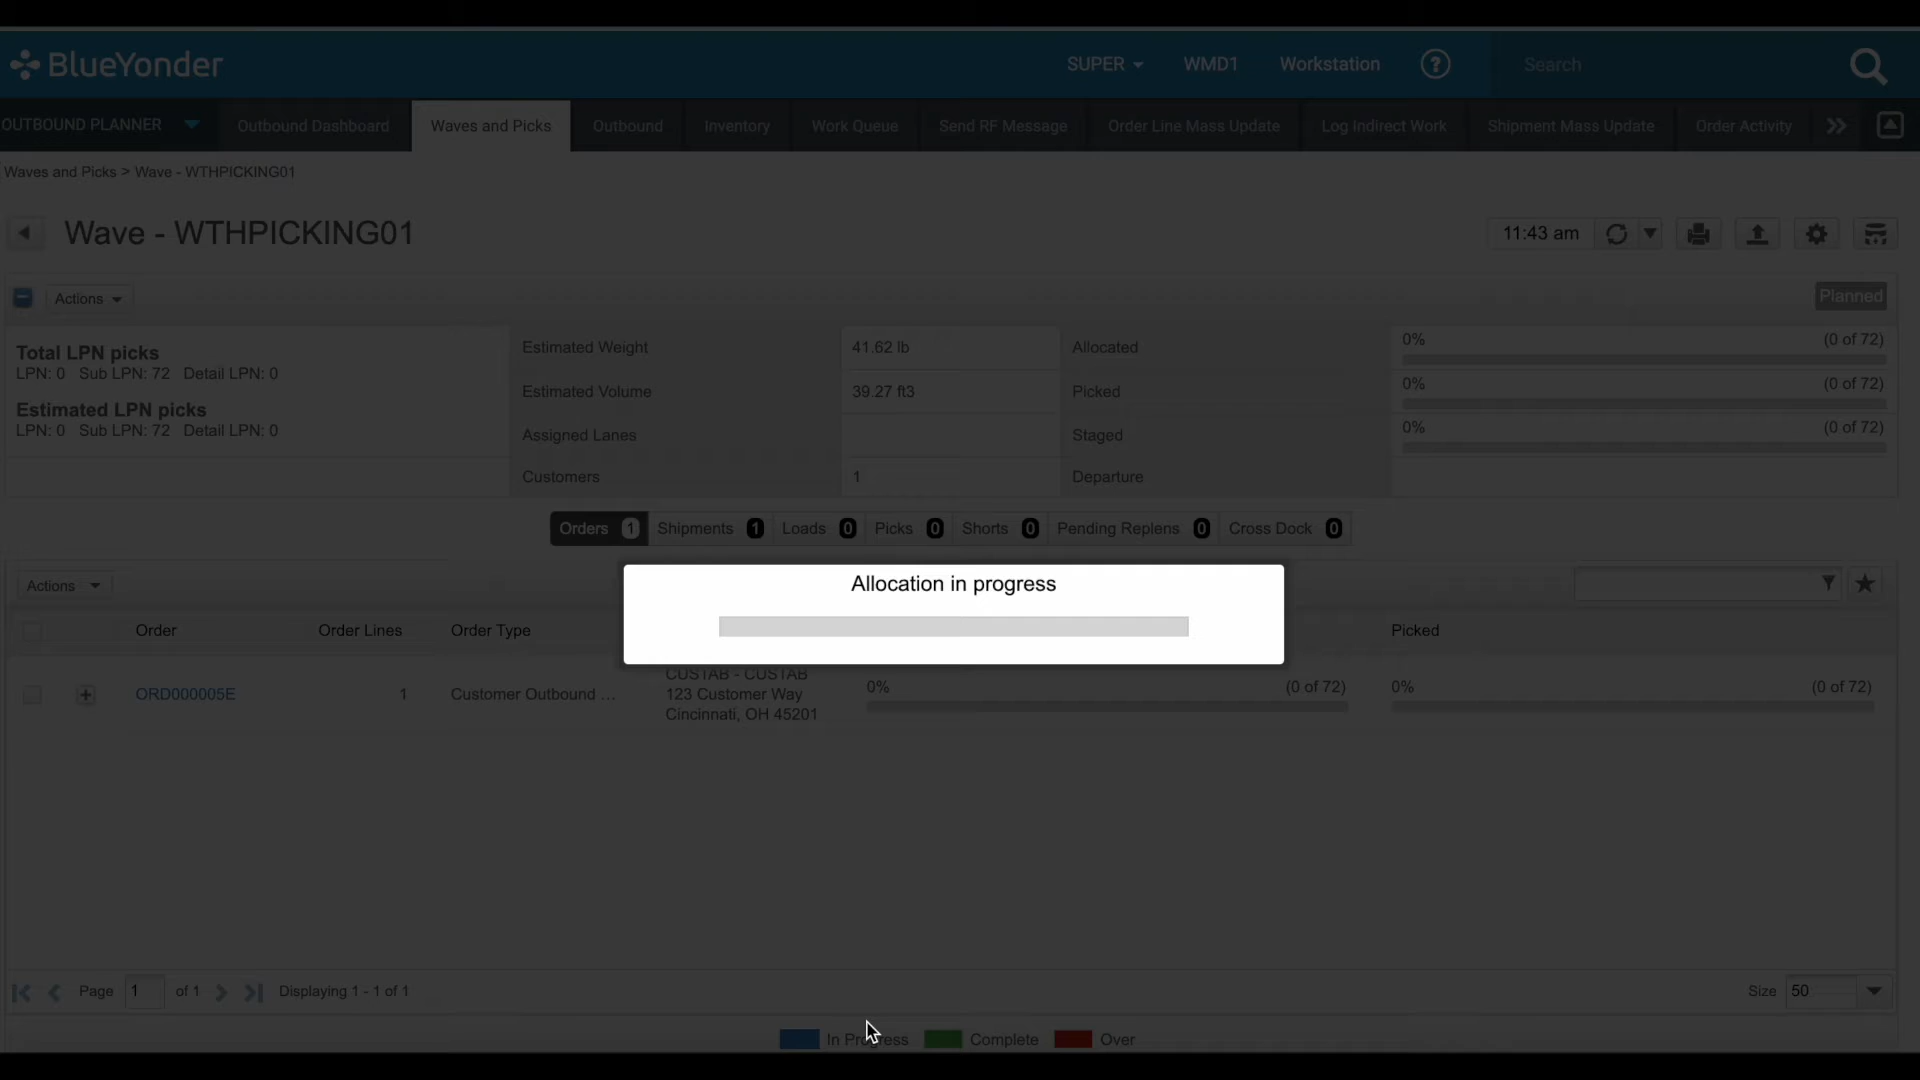 BlueYonder
SUPER WMD1 Workstation ? Search
OUTBOUND PLANNER Outbound Dashboard Waves and Picks Outbound Inventory Work Queue Send RF Message Order Line Mass Update Log Indirect Work Shipment Mass Update Order Activity
Waves and Picks > Wave - WTHPICKING01
Wave - WTHPICKING01
11:43 am
Actions
Planned
Total LPN picks
LPN: 0 Sub LPN: 72 Detail LPN: 0
Estimated LPN picks
LPN: 0 Sub LPN: 72 Detail LPN: 0
Estimated Weight 41.62 lb
Estimated Volume 39.27 ft3
Assigned Lanes
Customers 1
Allocated 0% (0 of 72)
Picked 0% (0 of 72)
Staged 0% (0 of 72)
Departure
Orders 1 Shipments 1 Loads 0 Picks 0 Shorts 0 Pending Replens 0 Cross Dock 0
Actions
Allocation in progress
Order Order Lines Order Type Picked
ORD000005E 1 Customer Outbound ...
CUSTAB - CUSTAB
123 Customer Way
Cincinnati, OH 45201
0% (0 of 72) 0% (0 of 72)
Page 1 of 1 Displaying 1 - 1 of 1
Size 50
In Progress Complete Over